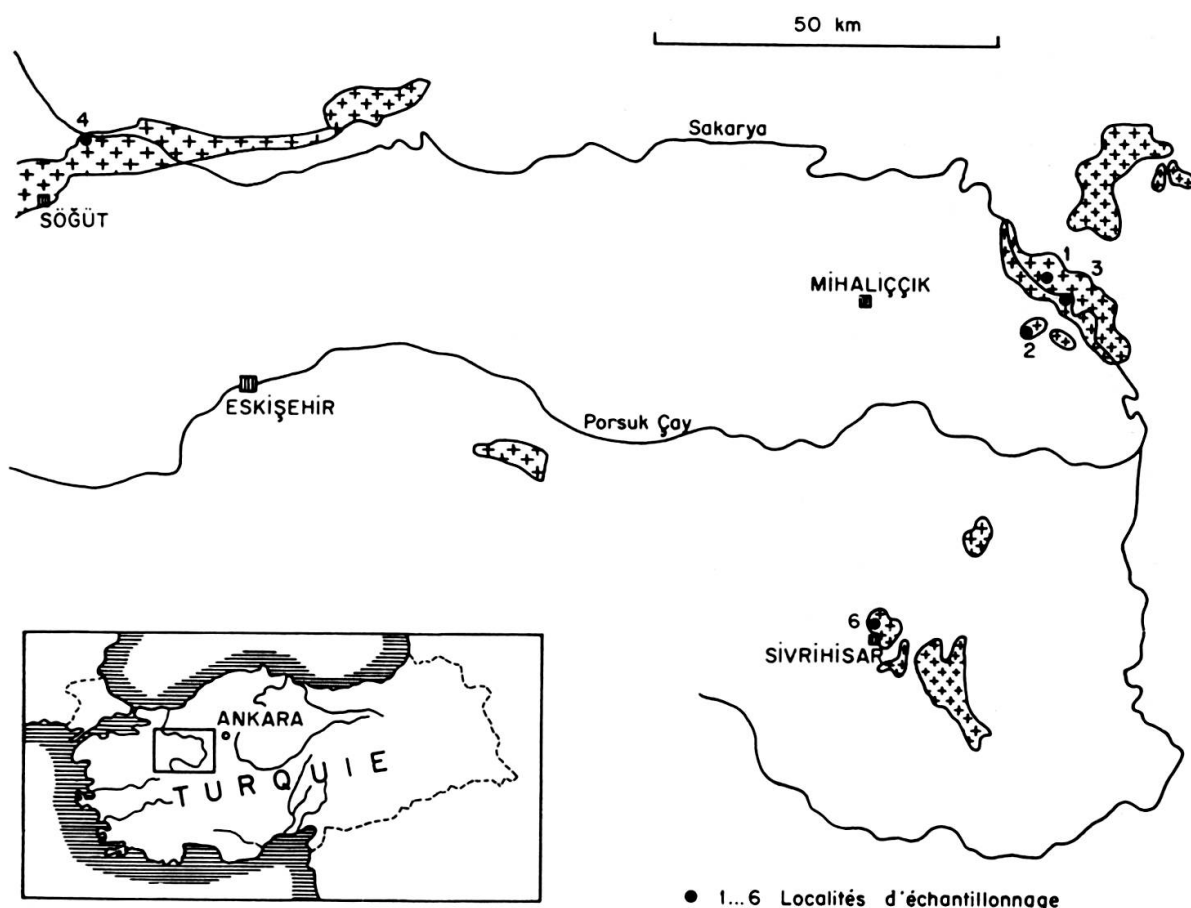 50 km
4
Sakarya
SÖĞÜT
1
3
MİHALIÇÇIK
2
ESKİŞEHİR
Porsuk Çay
6
SİVRİHİSAR
ANKARA
TURQUIE
● 1...6 Localités d'échantillonnage